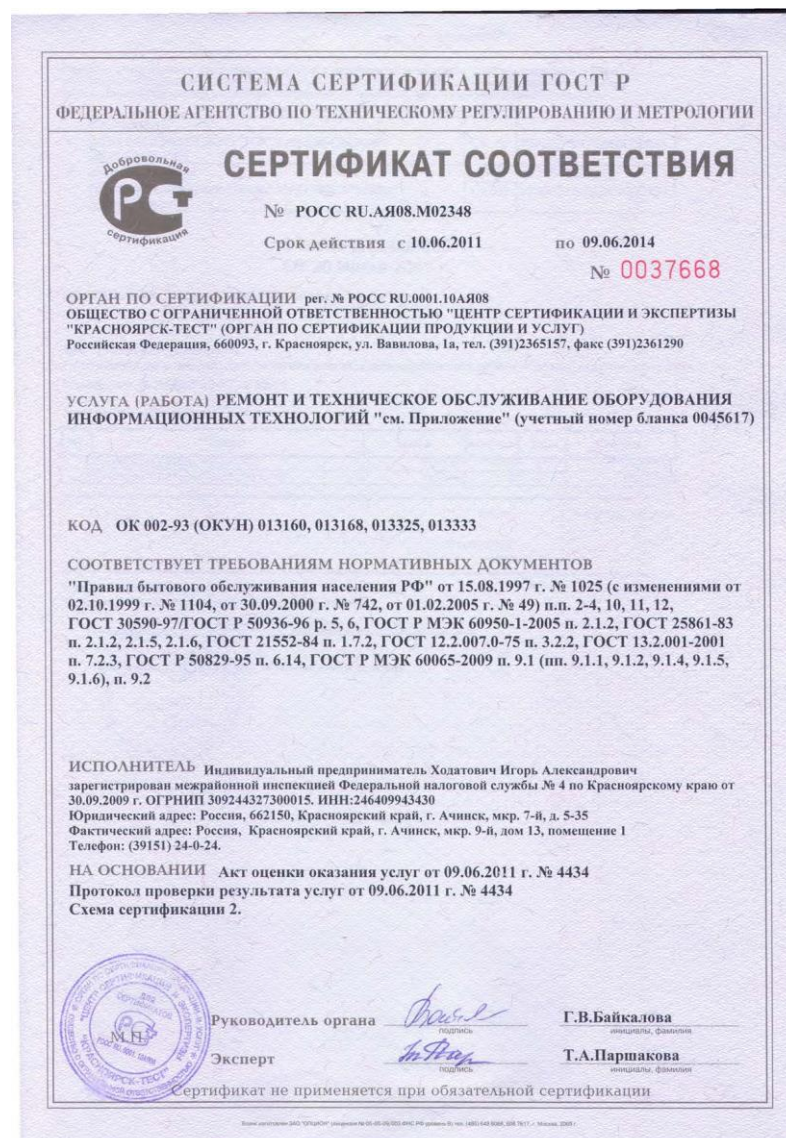 СИСТЕМА СЕРТИФИКАЦИИ ГОСТ Р
ФЕДЕРАЛЬНОЕ АГЕНТСТВО ПО ТЕХНИЧЕСКОМУ РЕГУЛИРОВАНИЮ И МЕТРОЛОГИИ
Добровольная
РСТ
сертификация
СЕРТИФИКАТ СООТВЕТСТВИЯ
№ РОСС RU.АЯ08.М02348
Срок действия с 10.06.2011 по 09.06.2014
№ 0037668
ОРГАН ПО СЕРТИФИКАЦИИ рег. № РОСС RU.0001.10АЯ08
ОБЩЕСТВО С ОГРАНИЧЕННОЙ ОТВЕТСТВЕННОСТЬЮ "ЦЕНТР СЕРТИФИКАЦИИ И ЭКСПЕРТИЗЫ
"КРАСНОЯРСК-ТЕСТ" (ОРГАН ПО СЕРТИФИКАЦИИ ПРОДУКЦИИ И УСЛУГ)
Российская Федерация, 660093, г. Красноярск, ул. Вавилова, 1а, тел. (391)2365157, факс (391)2361290
УСЛУГА (РАБОТА) РЕМОНТ И ТЕХНИЧЕСКОЕ ОБСЛУЖИВАНИЕ ОБОРУДОВАНИЯ
ИНФОРМАЦИОННЫХ ТЕХНОЛОГИЙ "см. Приложение" (учетный номер бланка 0045617)
КОД ОК 002-93 (ОКУН) 013160, 013168, 013325, 013333
СООТВЕТСТВУЕТ ТРЕБОВАНИЯМ НОРМАТИВНЫХ ДОКУМЕНТОВ
"Правил бытового обслуживания населения РФ" от 15.08.1997 г. № 1025 (с изменениями от
02.10.1999 г. № 1104, от 30.09.2000 г. № 742, от 01.02.2005 г. № 49) п.п. 2-4, 10, 11, 12,
ГОСТ 30590-97/ГОСТ Р 50936-96 р. 5, 6, ГОСТ Р МЭК 60950-1-2005 п. 2.1.2, ГОСТ 25861-83
п. 2.1.2, 2.1.5, 2.1.6, ГОСТ 21552-84 п. 1.7.2, ГОСТ 12.2.007.0-75 п. 3.2.2, ГОСТ 13.2.001-2001
п. 7.2.3, ГОСТ Р 50829-95 п. 6.14, ГОСТ Р МЭК 60065-2009 п. 9.1 (пп. 9.1.1, 9.1.2, 9.1.4, 9.1.5,
9.1.6), п. 9.2
ИСПОЛНИТЕЛЬ Индивидуальный предприниматель Ходатович Игорь Александрович
зарегистрирован межрайонной инспекцией Федеральной налоговой службы № 4 по Красноярскому краю от
30.09.2009 г. ОГРНИП 309244327300015. ИНН:246409943430
Юридический адрес: Россия, 662150, Красноярский край, г. Ачинск, мкр. 7-й, д. 5-35
Фактический адрес: Россия, Красноярский край, г. Ачинск, мкр. 9-й, дом 13, помещение 1
Телефон: (39151) 24-0-24.
НА ОСНОВАНИИ Акт оценки оказания услуг от 09.06.2011 г. № 4434
Протокол проверки результата услуг от 09.06.2011 г. № 4434
Схема сертификации 2.
М.П.
Руководитель органа Г.В.Байкалова
подпись инициалы, фамилия
Эксперт Т.А.Паршакова
подпись инициалы, фамилия
Сертификат не применяется при обязательной сертификации